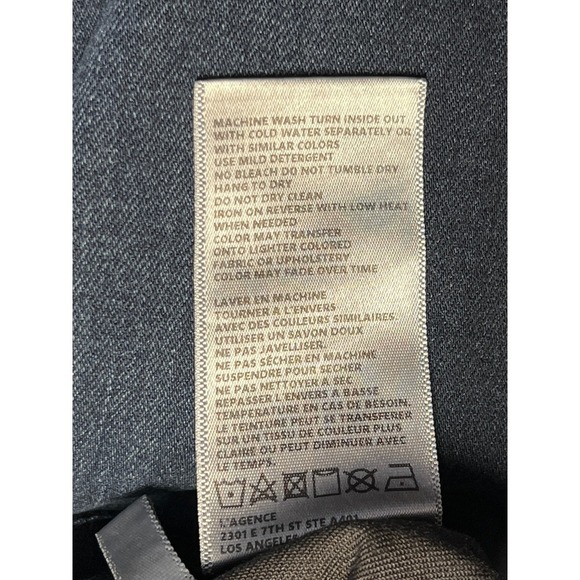 MACHINE WASH TURN INSIDE OUT
WITH COLD WATER SEPARATELY OR
WITH SIMILAR COLORS
USE MILD DETERGENT
NO BLEACH DO NOT TUMBLE DRY
HANG TO DRY
DO NOT DRY CLEAN
IRON ON REVERSE WITH LOW HEAT
WHEN NEEDED
COLOR MAY TRANSFER
ONTO LIGHTER COLORED
FABRIC OR UPHOLSTERY
COLOR MAY FADE OVER TIME
LAVER EN MACHINE
TOURNER A L'ENVERS
AVEC DES COULEURS SIMILAIRES.
UTILISER UN SAVON DOUX
NE PAS JAVELLISER.
NE PAS SÉCHER EN MACHINE
SUSPENDRE POUR SECHER
NE PAS NETTOYER A SEC
REPASSER L'ENVERS A BASSE
TEMPERATURE EN CAS DE BESOIN.
LE TEINTURE PEUT SE TRANSFERER
SUR UN TISSU DE COULEUR PLUS
CLAIRE OU PEUT DIMINUER AVEC
LE TEMPS.
L'AGENCE
2301 E 7TH ST STE A401
LOS ANGELES